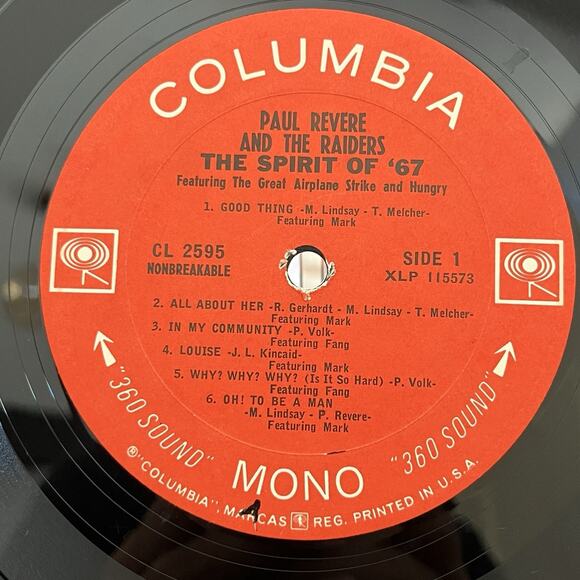 COLUMBIA
PAUL REVERE
AND THE RAIDERS
THE SPIRIT OF '67
Featuring The Great Airplane Strike and Hungry
1. GOOD THING -M. Lindsay - T. Melcher-
Featuring Mark
CL 2595
NONBREAKABLE
SIDE 1
XLP 115573
2. ALL ABOUT HER -R. Gerhardt - M. Lindsay - T. Melcher-
Featuring Mark
3. IN MY COMMUNITY -P. Volk-
Featuring Fang
4. LOUISE -J. L. Kincaid-
Featuring Mark
5. WHY? WHY? WHY? (Is It So Hard) -P. Volk-
Featuring Fang
6. OH! TO BE A MAN
-M. Lindsay - P. Revere-
Featuring Mark
"360 SOUND"
MONO
"360 SOUND"
® "COLUMBIA", MARCAS REG. PRINTED IN U.S.A.